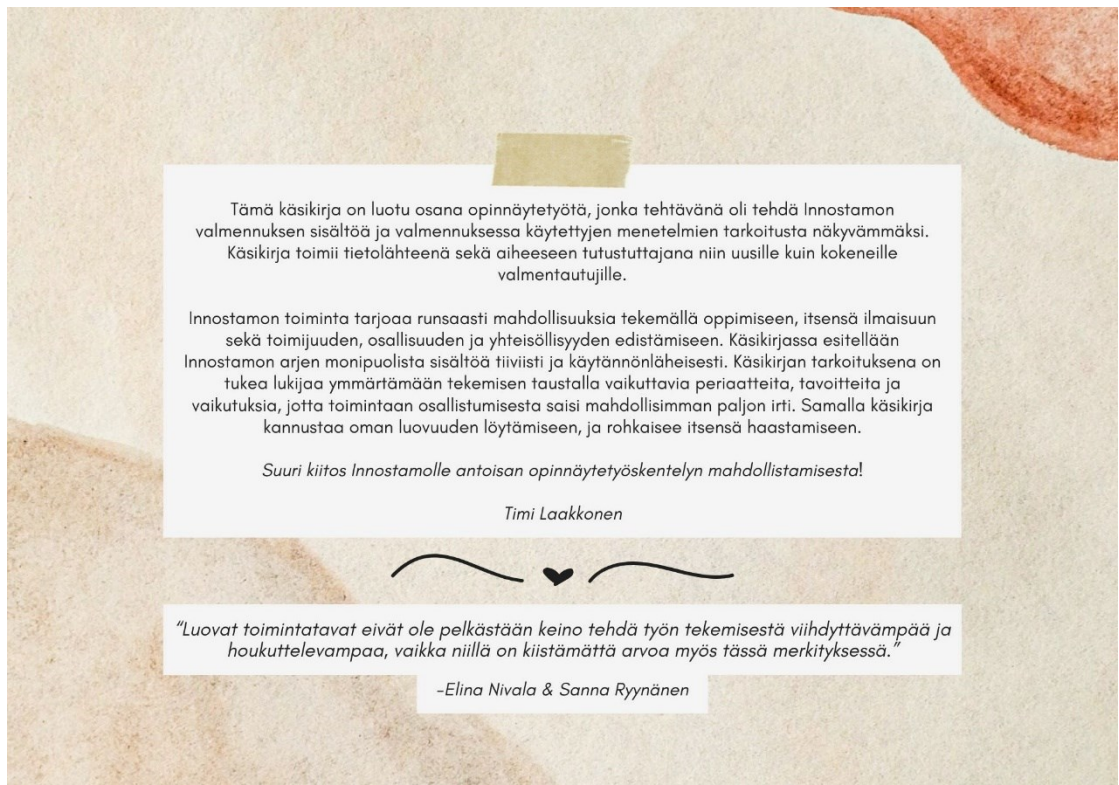 Tämä käsikirja on luotu osana opinnäytetyötä, jonka tehtävänä oli tehdä Innostamon
valmennuksen sisältöä ja valmennuksessa käytettyjen menetelmien tarkoitusta näkyvämmäksi.
Käsikirja toimii tietolähteenä sekä aiheeseen tutustuttajana niin uusille kuin kokeneille
valmentautujille.
Innostamon toiminta tarjoaa runsaasti mahdollisuuksia tekemällä oppimiseen, itsensä ilmaisuun
sekä toimijuuden, osallisuuden ja yhteisöllisyyden edistämiseen. Käsikirjassa esitellään
Innostamon arjen monipuolista sisältöä tiiviisti ja käytännönläheisesti. Käsikirjan tarkoituksena on
tukea lukijaa ymmärtämään tekemisen taustalla vaikuttavia periaatteita, tavoitteita ja
vaikutuksia, jotta toimintaan osallistumisesta saisi mahdollisimman paljon irti. Samalla käsikirja
kannustaa oman luovuuden löytämiseen, ja rohkaisee itsensä haastamiseen.
Suuri kiitos Innostamolle antoisan opinnäytetyöskentelyn mahdollistamisesta!
Timi Laakkonen
“Luovat toimintatavat eivät ole pelkästään keino tehdä työn tekemisestä viihdyttävämpää ja
houkuttelevampaa, vaikka niillä on kiistämättä arvoa myös tässä merkityksessä.”
-Elina Nivala & Sanna Ryynänen